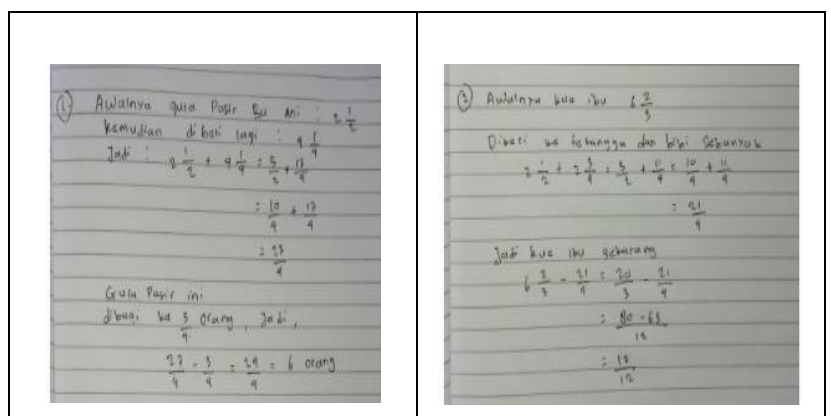 1. Awalnya gula Pasir Bu Ani : 2 1/2
kemudian dibeli lagi : 4 1/4
Jadi : 2 1/2 + 4 1/4 = 5/2 + 17/4
= 10/4 + 17/4
= 27/4
Gula Pasir ini
dibagi ke 3/4 orang, Jadi,
27/4 - 3/4 = 24/4 = 6 orang
2 Awalnya kue ibu 6 2/3
Diberi ke tetangga dan bibi Sebanyak
2 1/2 + 2 3/4 = 5/2 + 11/4 = 10/4 + 11/4
= 21/4
Jadi kue ibu sekarang
6 2/3 - 21/4 = 20/3 - 21/4
= 80 - 63/12
= 17/12